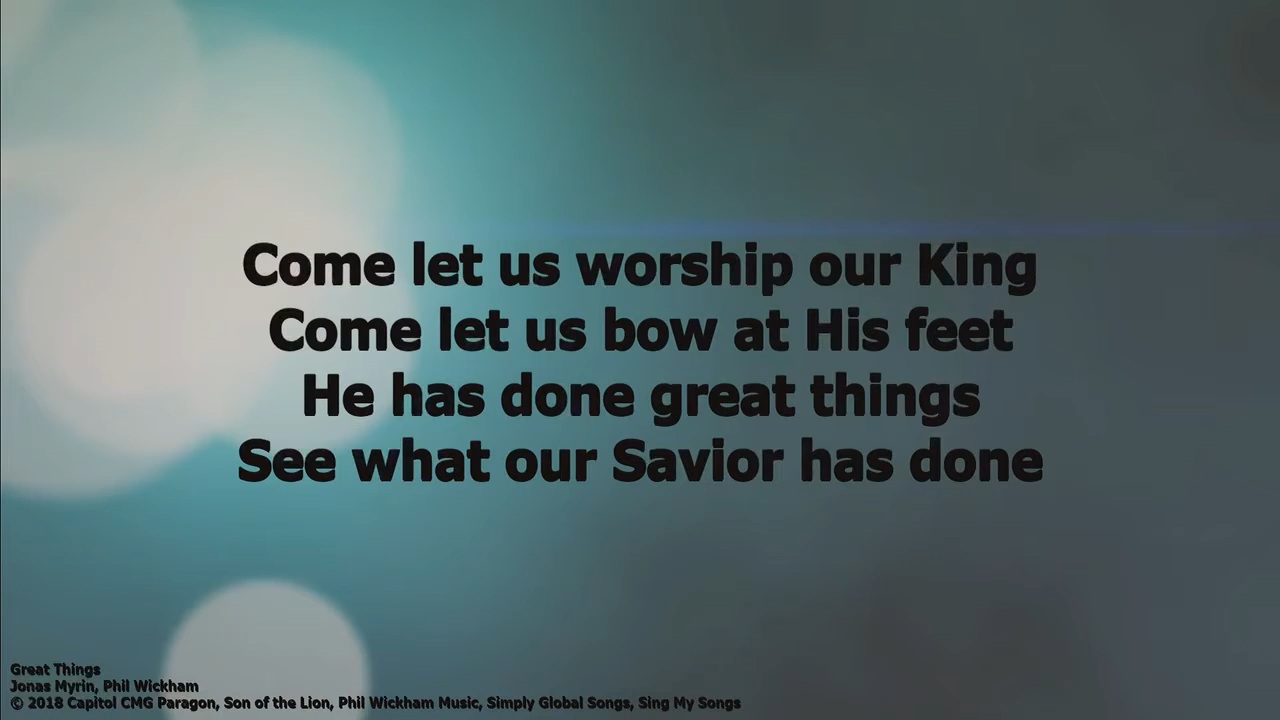 Come let us worship our King
Come let us bow at His feet
He has done great things
See what our Savior has done
Great Things
Jonas Myrin, Phil Wickham
© 2018 Capitol CMG Paragon, Son of the Lion, Phil Wickham Music, Simply Global Songs, Sing My Songs